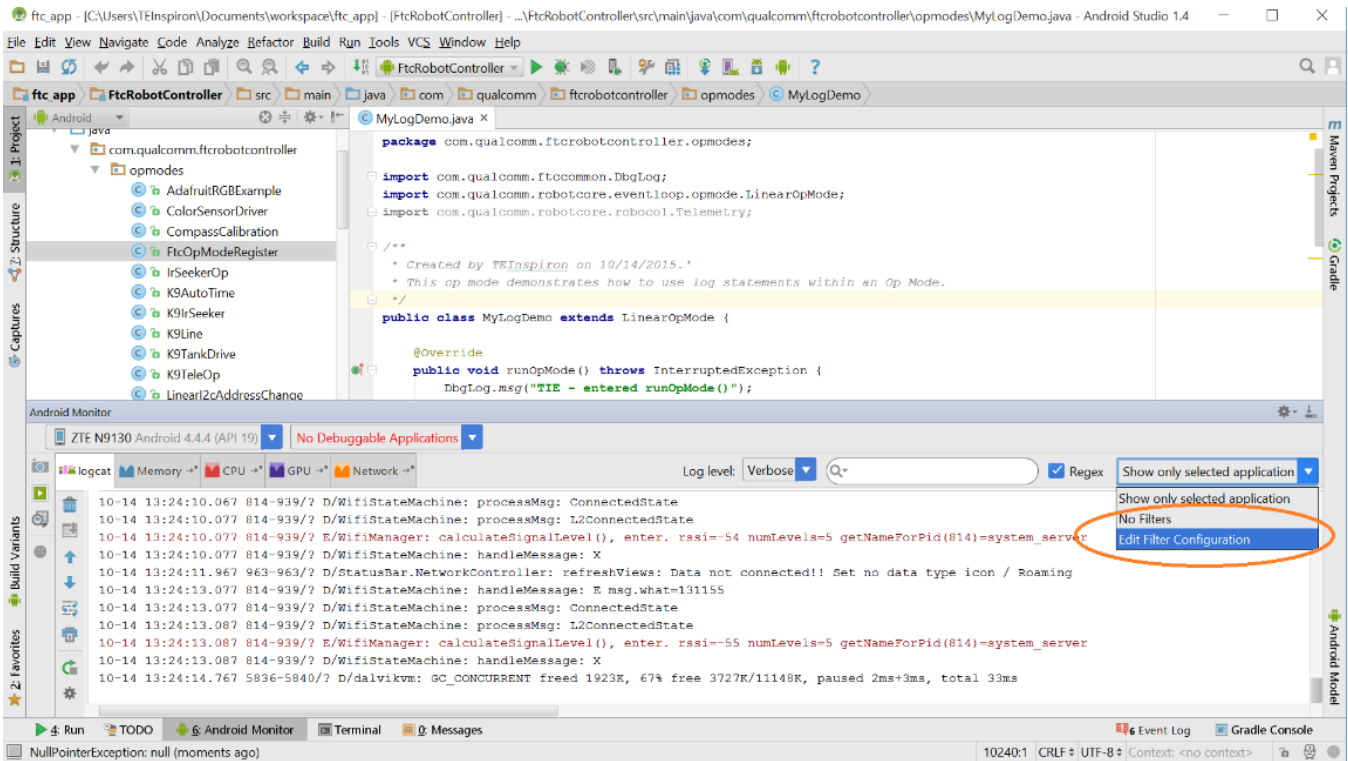 ftc_app - [C:\Users\TEInspiron\Documents\workspace\ftc_app] - [FtcRobotController] - ...\FtcRobotController\src\main\java\com\qualcomm\ftcrobotcontroller\opmodes\MyLogDemo.java - Android Studio 1.4
File Edit View Navigate Code Analyze Refactor Build Run Tools VCS Window Help
FtcRobotController
ftc_app FtcRobotController src main java com qualcomm ftcrobotcontroller opmodes MyLogDemo
1: Project
Z: Structure
Captures
Build Variants
2: Favorites
Android
java
com.qualcomm.ftcrobotcontroller
opmodes
AdafruitRGBExample
ColorSensorDriver
CompassCalibration
FtcOpModeRegister
IrSeekerOp
K9AutoTime
K9IrSeeker
K9Line
K9TankDrive
K9TeleOp
LinearI2cAddressChange
MyLogDemo.java ×
package com.qualcomm.ftcrobotcontroller.opmodes;
import com.qualcomm.ftccommon.DbgLog;
import com.qualcomm.robotcore.eventloop.opmode.LinearOpMode;
import com.qualcomm.robotcore.robocol.Telemetry;
/**
* Created by TEInspiron on 10/14/2015.'
* This op mode demonstrates how to use log statements within an Op Mode.
*/
public class MyLogDemo extends LinearOpMode {
@Override
public void runOpMode() throws InterruptedException {
DbgLog.msg("TIE - entered runOpMode()");
Maven Projects
Gradle
Android Model
Android Monitor
ZTE N9130 Android 4.4.4 (API 19) No Debuggable Applications
logcat Memory CPU GPU Network Log level: Verbose Regex Show only selected application
Show only selected application
No Filters
Edit Filter Configuration
10-14 13:24:10.067 814-939/? D/WifiStateMachine: processMsg: ConnectedState
10-14 13:24:10.077 814-939/? D/WifiStateMachine: processMsg: L2ConnectedState
10-14 13:24:10.077 814-939/? E/WifiManager: calculateSignalLevel(), enter. rssi=-54 numLevels=5 getNameForPid(814)=system_server
10-14 13:24:10.077 814-939/? D/WifiStateMachine: handleMessage: X
10-14 13:24:11.967 963-963/? D/StatusBar.NetworkController: refreshViews: Data not connected!! Set no data type icon / Roaming
10-14 13:24:13.077 814-939/? D/WifiStateMachine: handleMessage: E msg.what=131155
10-14 13:24:13.077 814-939/? D/WifiStateMachine: processMsg: ConnectedState
10-14 13:24:13.087 814-939/? D/WifiStateMachine: processMsg: L2ConnectedState
10-14 13:24:13.087 814-939/? E/WifiManager: calculateSignalLevel(), enter. rssi=-55 numLevels=5 getNameForPid(814)=system_server
10-14 13:24:13.087 814-939/? D/WifiStateMachine: handleMessage: X
10-14 13:24:14.767 5836-5840/? D/dalvikvm: GC_CONCURRENT freed 1923K, 67% free 3727K/11148K, paused 2ms+3ms, total 33ms
4: Run TODO 6: Android Monitor Terminal 0: Messages 6 Event Log Gradle Console
NullPointerException: null (moments ago) 10240:1 CRLF UTF-8 Context: <no context>